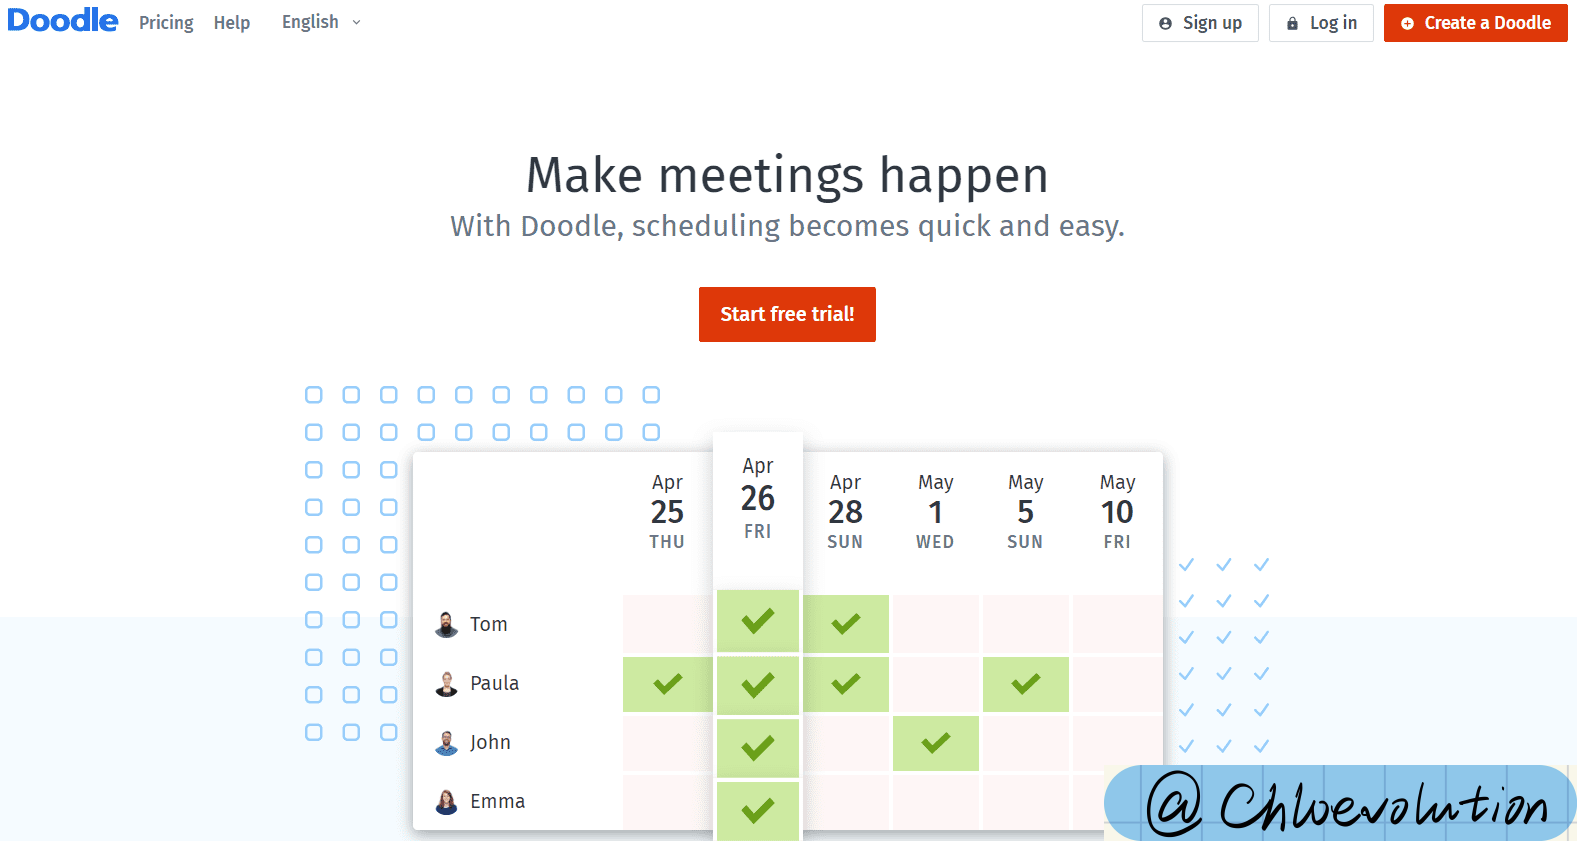 Doodle Pricing Help English Sign up Log in Create a Doodle
Make meetings happen
With Doodle, scheduling becomes quick and easy.
Start free trial!
Apr Apr Apr May May May
25 26 28 1 5 10
THU FRI SUN WED SUN FRI
Tom
Paula
John
Emma
@Chloevolution